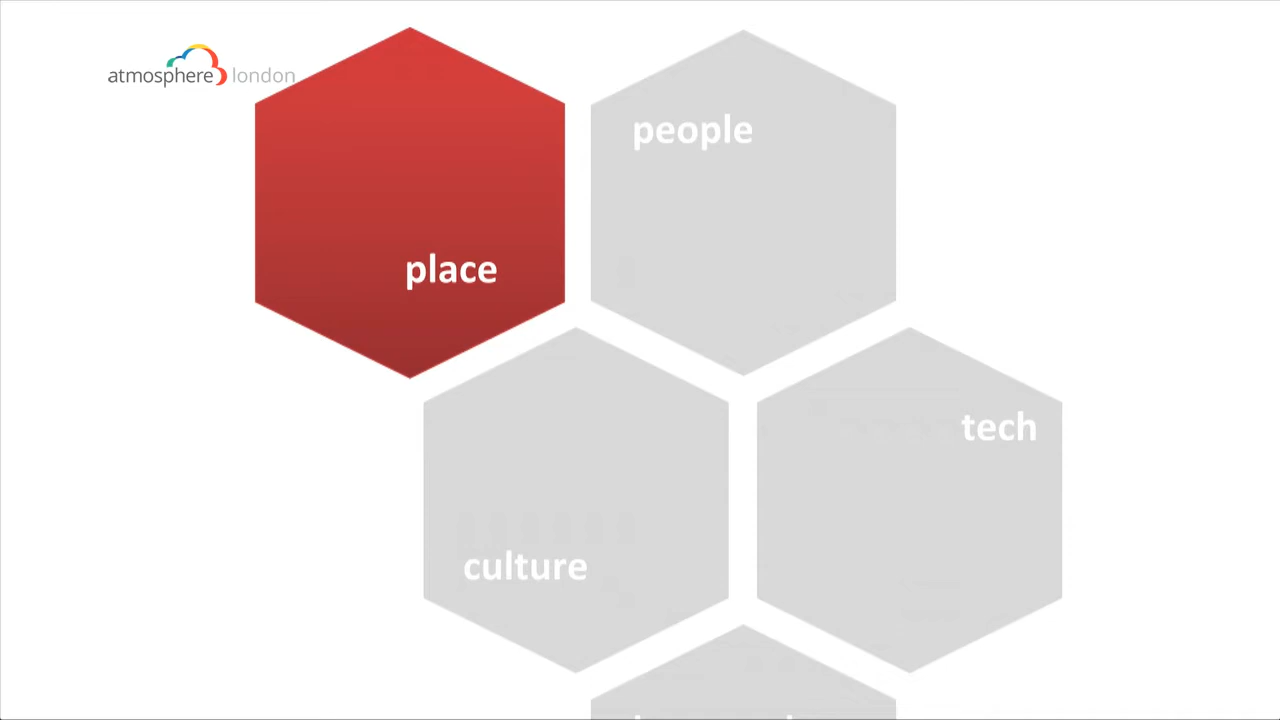 atmosphere london
people
place
tech
culture